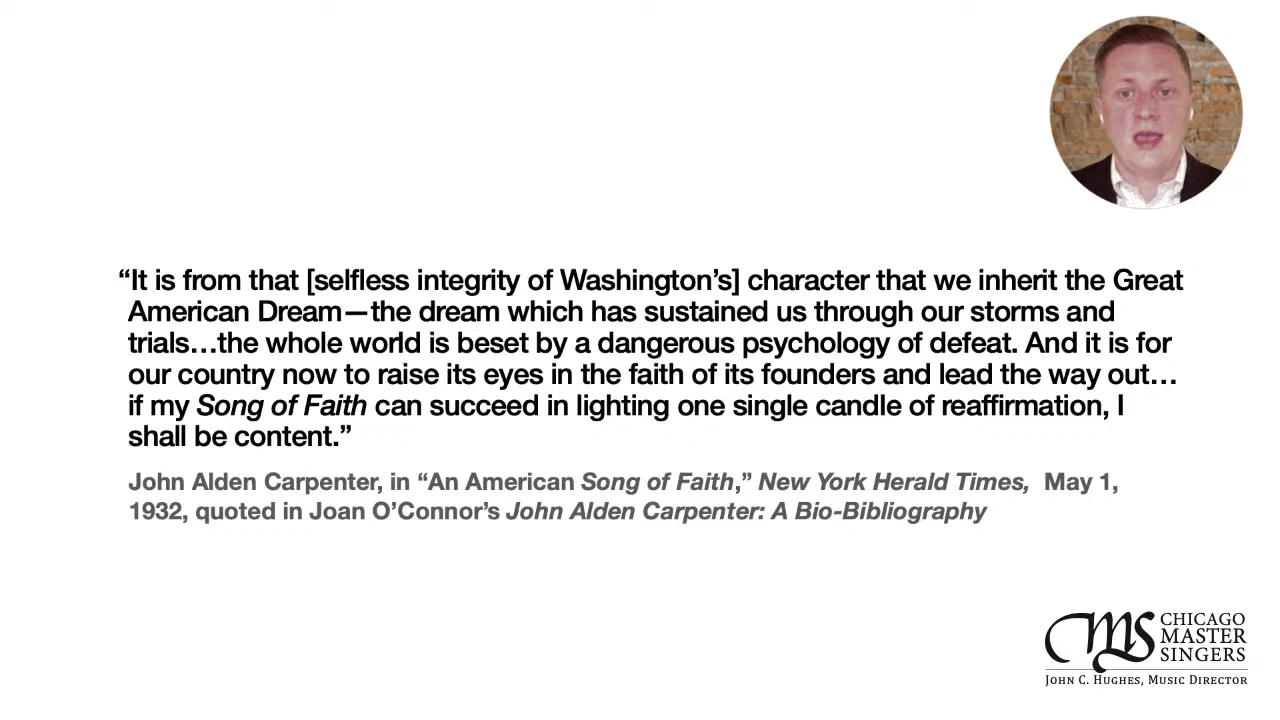 “It is from that [selfless integrity of Washington’s] character that we inherit the Great
American Dream—the dream which has sustained us through our storms and
trials…the whole world is beset by a dangerous psychology of defeat. And it is for
our country now to raise its eyes in the faith of its founders and lead the way out…
if my Song of Faith can succeed in lighting one single candle of reaffirmation, I
shall be content.”
John Alden Carpenter, in “An American Song of Faith,” New York Herald Times, May 1,
1932, quoted in Joan O’Connor’s John Alden Carpenter: A Bio-Bibliography
CMS
CHICAGO
MASTER
SINGERS
John C. Hughes, Music Director